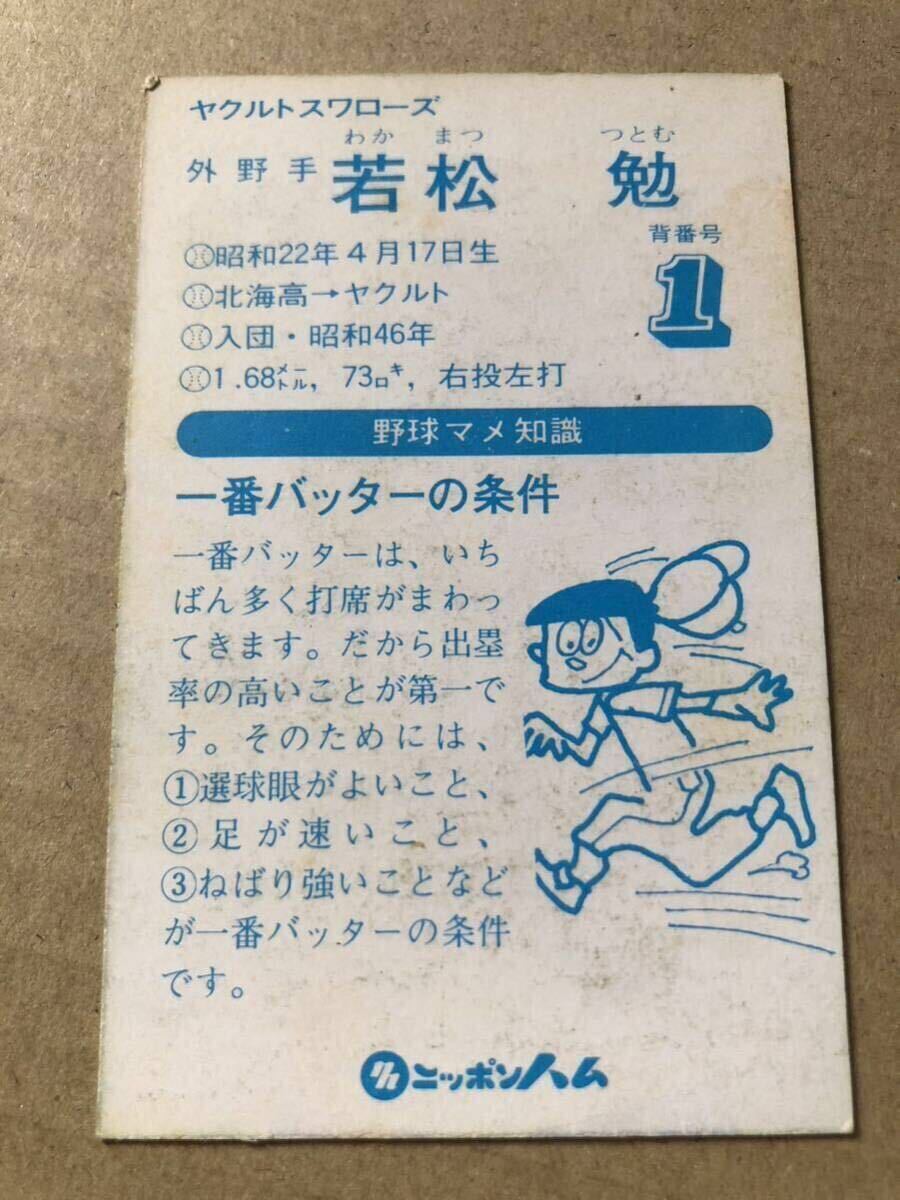 ヤクルトスワローズ
わか まつ つとむ
外野手 若松 勉
背番号
1
昭和22年4月17日生
北海高→ヤクルト
入団・昭和46年
1.68メートル, 73キロ, 右投左打
野球マメ知識
一番バッターの条件
一番バッターは、いち
ばん多く打席がまわっ
てきます。だから出塁
率の高いことが第一で
す。そのためには、
①選球眼がよいこと、
②足が速いこと、
③ねばり強いことなど
が一番バッターの条件
です。
ニッポンハム